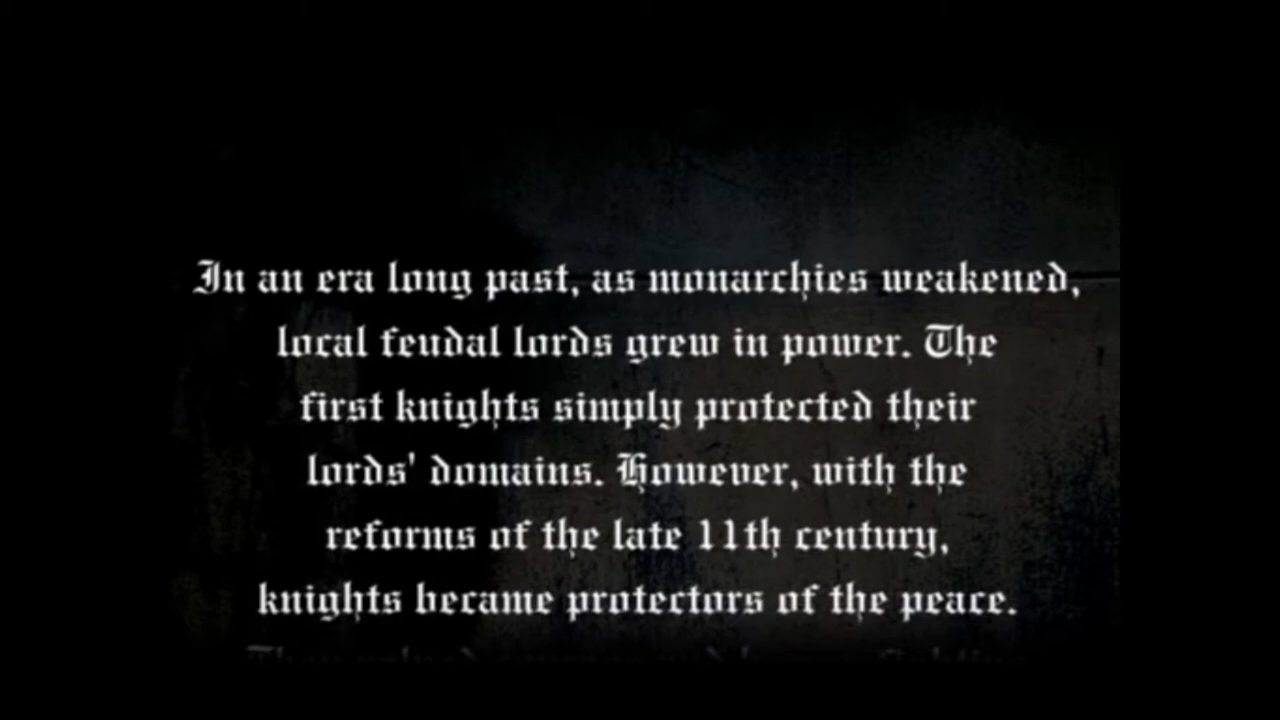 In an era long past, as monarchies weakened,
local feudal lords grew in power. The
first knights simply protected their
lords' domains. However, with the
reforms of the late 11th century,
knights became protectors of the peace.